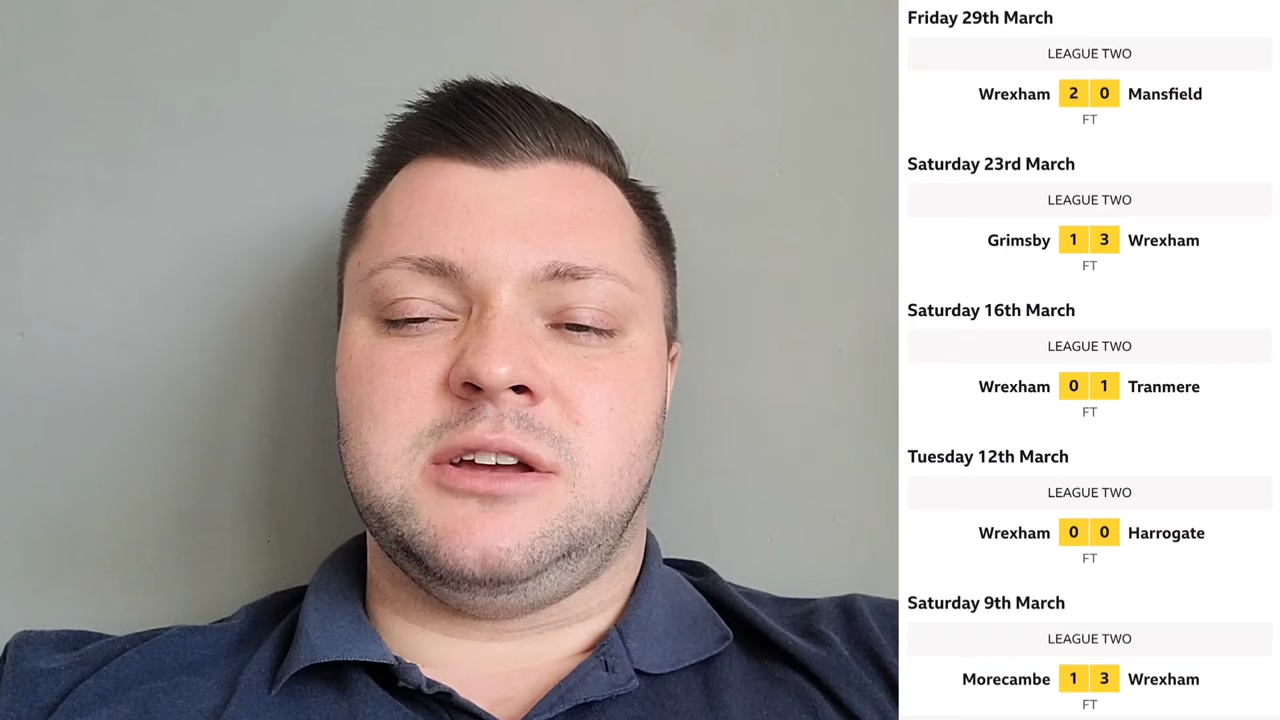 Friday 29th March
LEAGUE TWO
Wrexham 2 0 Mansfield
FT
Saturday 23rd March
LEAGUE TWO
Grimsby 1 3 Wrexham
FT
Saturday 16th March
LEAGUE TWO
Wrexham 0 1 Tranmere
FT
Tuesday 12th March
LEAGUE TWO
Wrexham 0 0 Harrogate
FT
Saturday 9th March
LEAGUE TWO
Morecambe 1 3 Wrexham
FT